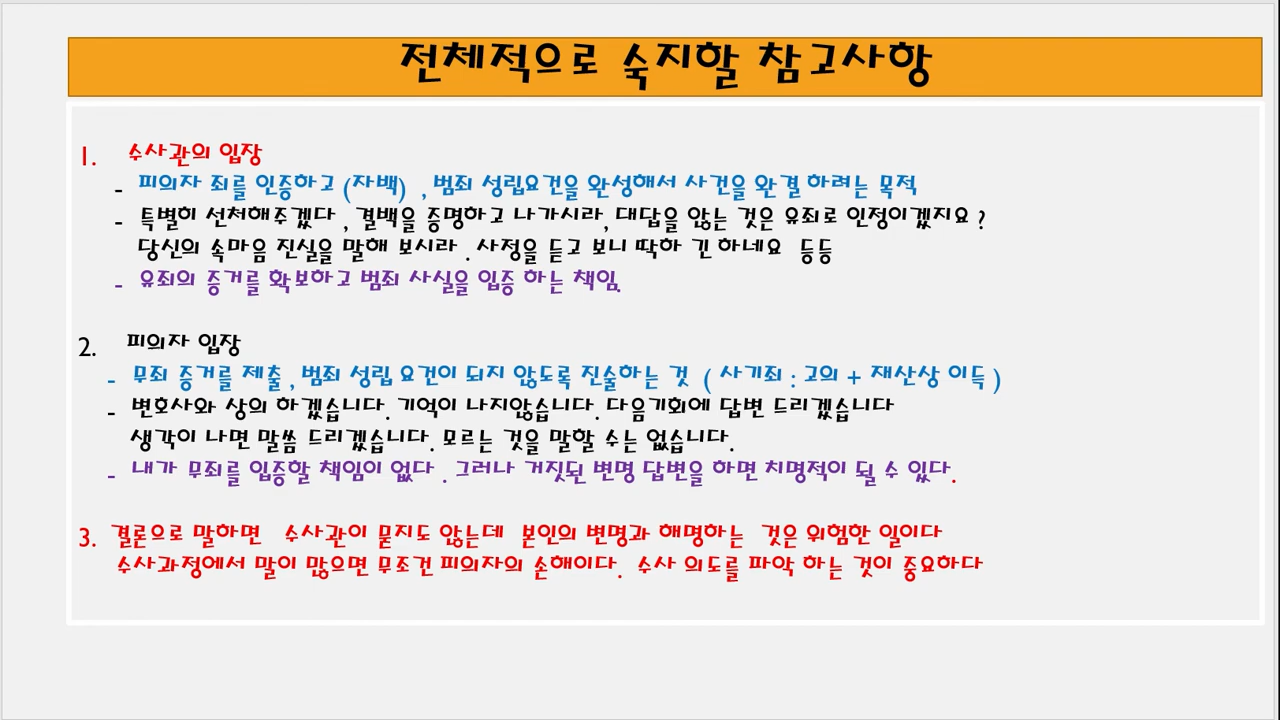 전체적으로 숙지할 참고사항
1. 수사관의 입장
- 피의자 죄를 인증하고 (자백) , 범죄 성립요건을 완성해서 사건을 완결 하려는 목적
- 특별히 선처해주겠다 , 결백을 증명하고 나가시라, 대답을 않는 것은 유죄로 인정이겠지요 ?
당신의 속마음 진실을 말해 보시라 . 사정을 듣고 보니 딱하 긴 하네요 등등
- 유죄의 증거를 확보하고 범죄 사실을 입증 하는 책임.
2. 피의자 입장
- 무죄 증거를 제출 , 범죄 성립 요건이 되지 않도록 진술하는 것 ( 사기죄 : 고의 + 재산상 이득 )
- 변호사와 상의 하겠습니다. 기억이 나지않습니다. 다음기회에 답변 드리겠습니다
생각이 나면 말씀 드리겠습니다. 모르는 것을 말할 수는 없습니다.
- 내가 무죄를 입증할 책임이 없다 . 그러나 거짓된 변명 답변을 하면 치명적이 될 수 있다.
3. 결론으로 말하면 수사관이 묻지도 않는데 본인의 변명과 해명하는 것은 위험한 일이다
수사과정에서 말이 많으면 무조건 피의자의 손해이다. 수사 의도를 파악 하는 것이 중요하다